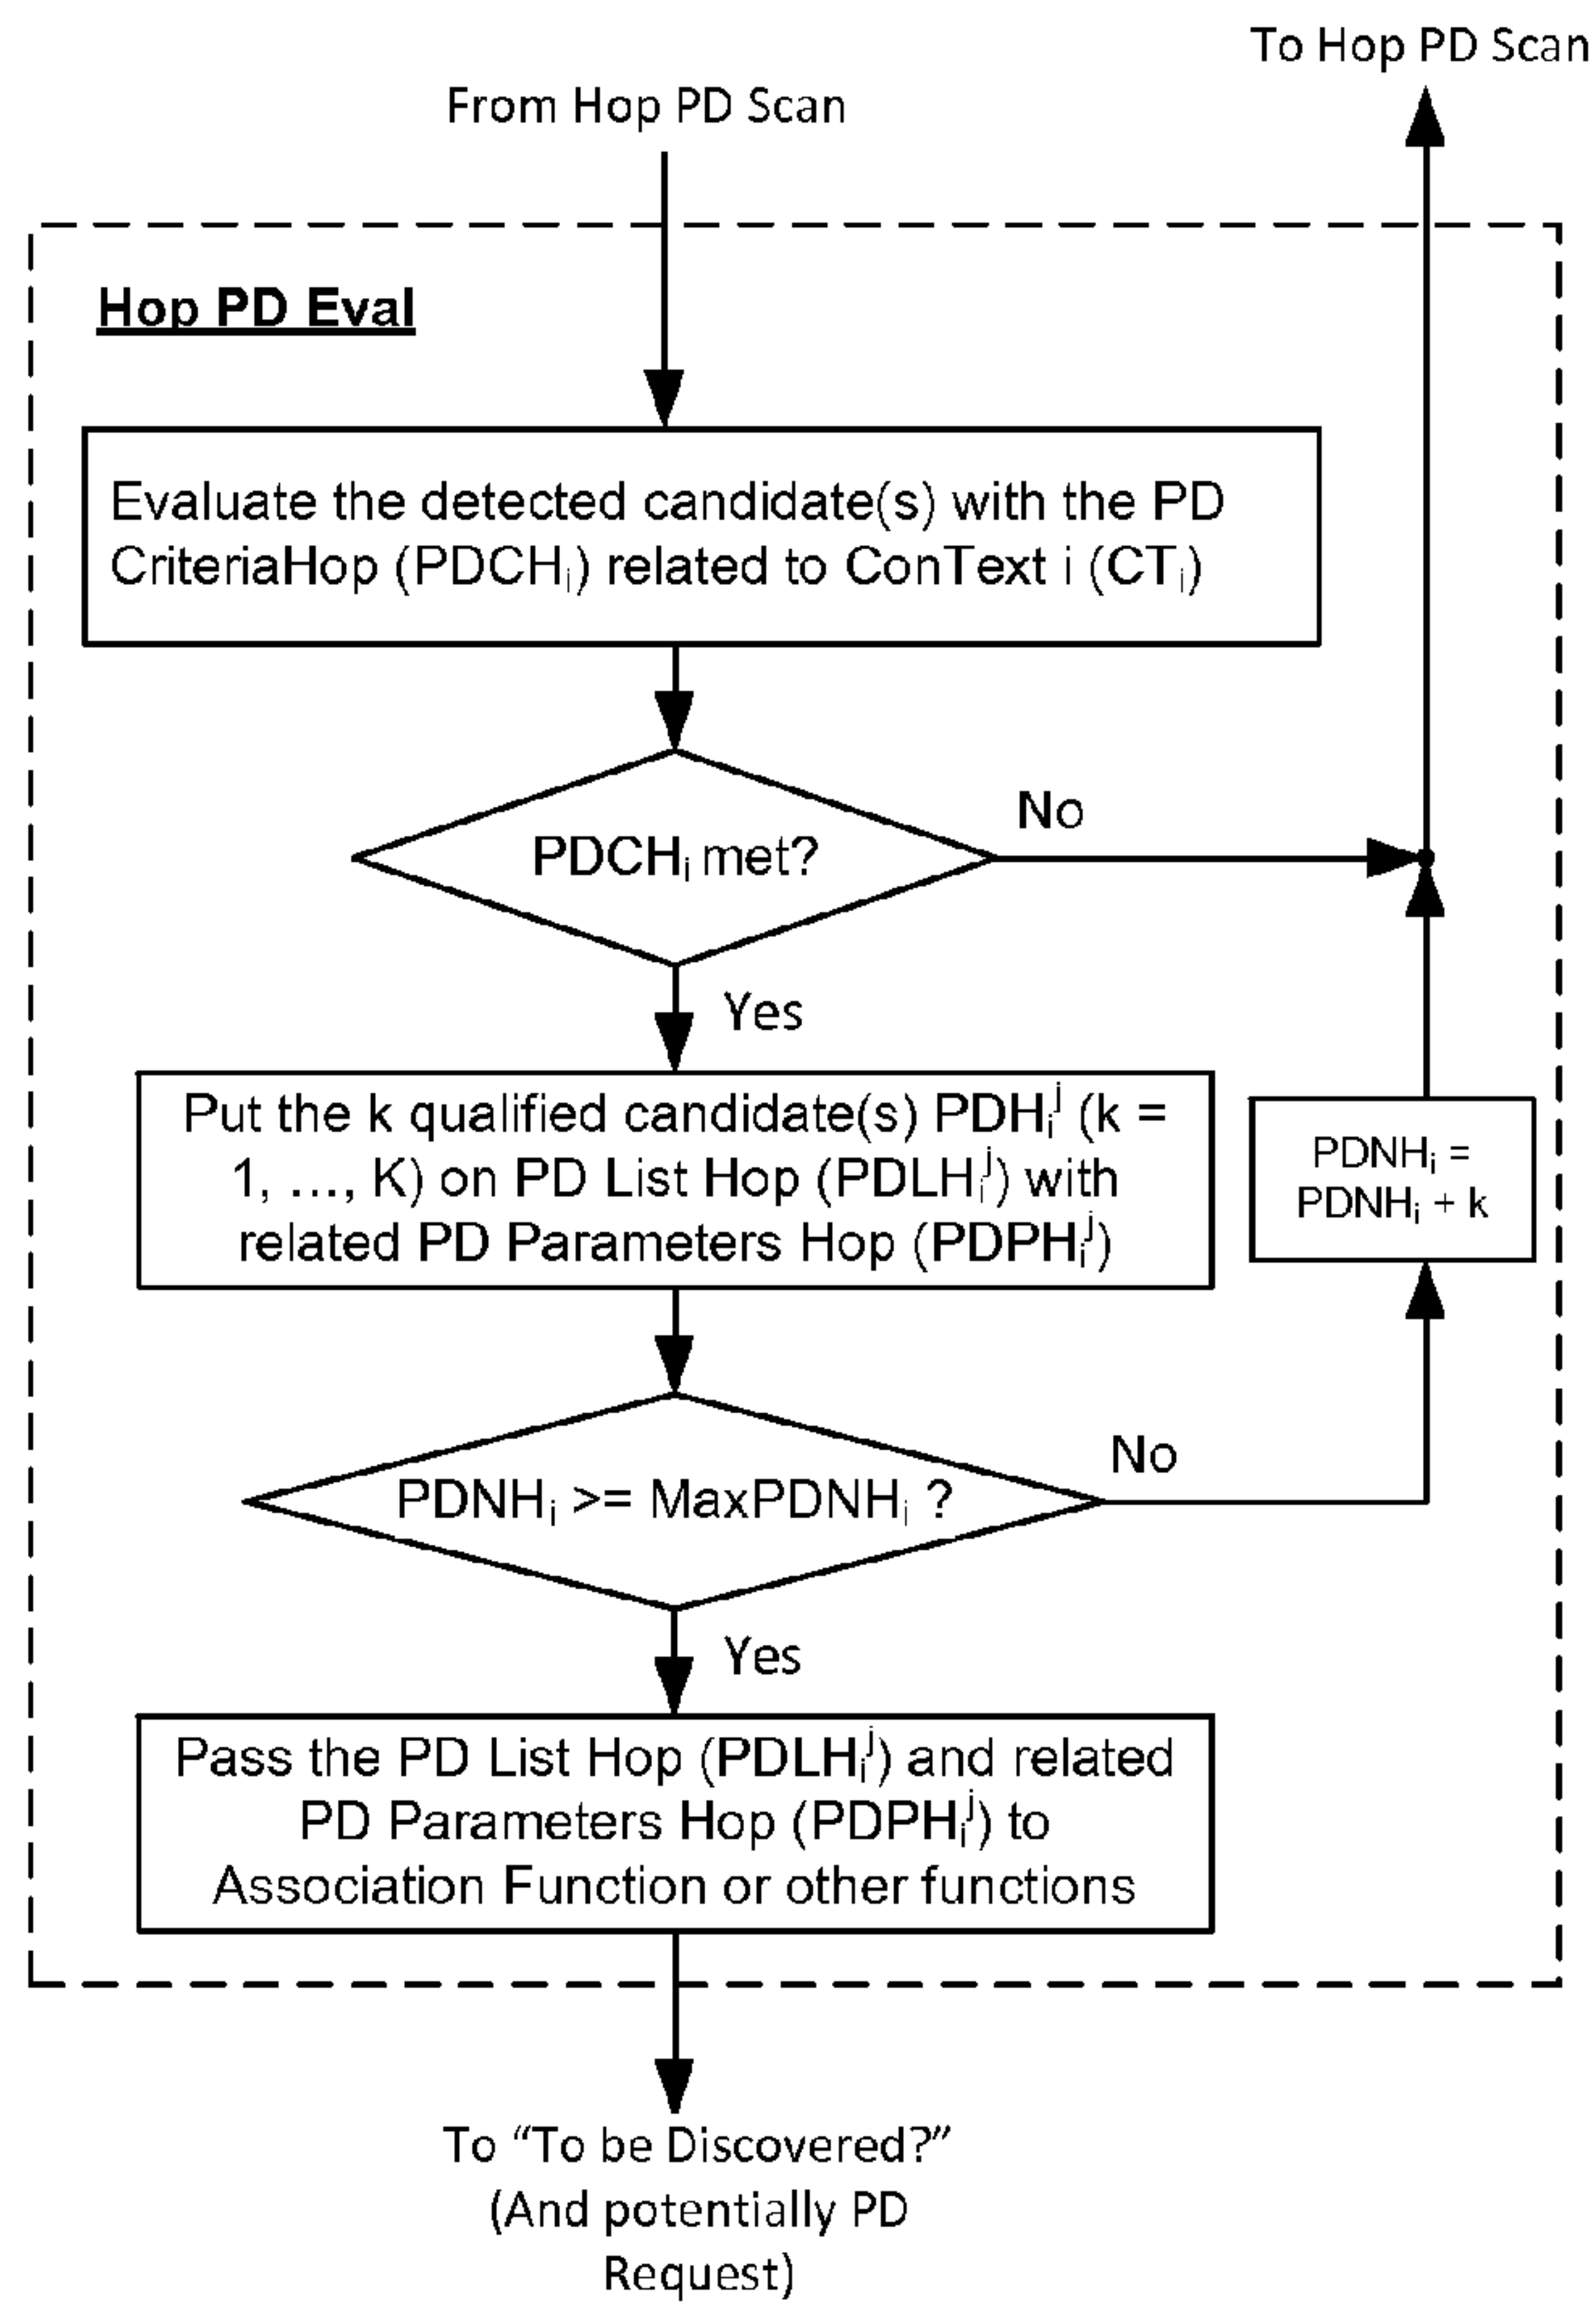 To Hop PD Scan
From Hop PD Scan
Hop PD Eval
Evaluate the detected candidate(s) with the PD
CriteriaHop (PDCHᵢ) related to ConText i (CTᵢ)
PDCHᵢ met?
No
Yes
Put the k qualified candidate(s) PDHᵢʲ (k =
1, ..., K) on PD List Hop (PDLHᵢʲ) with
related PD Parameters Hop (PDPHᵢʲ)
PDNHᵢ =
PDNHᵢ + k
PDNHᵢ >= MaxPDNHᵢ ?
No
Yes
Pass the PD List Hop (PDLHᵢʲ) and related
PD Parameters Hop (PDPHᵢʲ) to
Association Function or other functions
To “To be Discovered?”
(And potentially PD
Request)